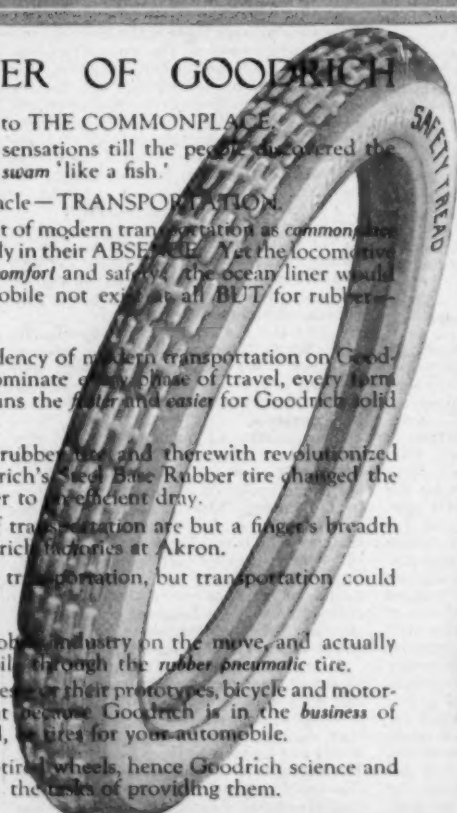 ER OF GOODRICH
to THE COMMONPLACE.
sensations till the people discovered the
swam 'like a fish.'
acle—TRANSPORTATION.
t of modern transportation as commonplace
ly in their ABSENCE. Yet the locomotive
omfort and safety, the ocean liner would
mobile not exist at all BUT for rubber—
dency of modern transportation on Good-
ominate every phase of travel, every form
ans the faster and easier for Goodrich solid
rubber tire and therewith revolutionized
rich's Steel Base Rubber tire changed the
er to an efficient dray.
f transportation are but a finger's breadth
rich factories at Akron.
transportation, but transportation could
industry on the move, and actually
through the rubber pneumatic tire.
or their prototypes, bicycle and motor-
because Goodrich is in the business of
tires for your automobile.
wheels, hence Goodrich science and
the tasks of providing them.
SAFETY TREAD